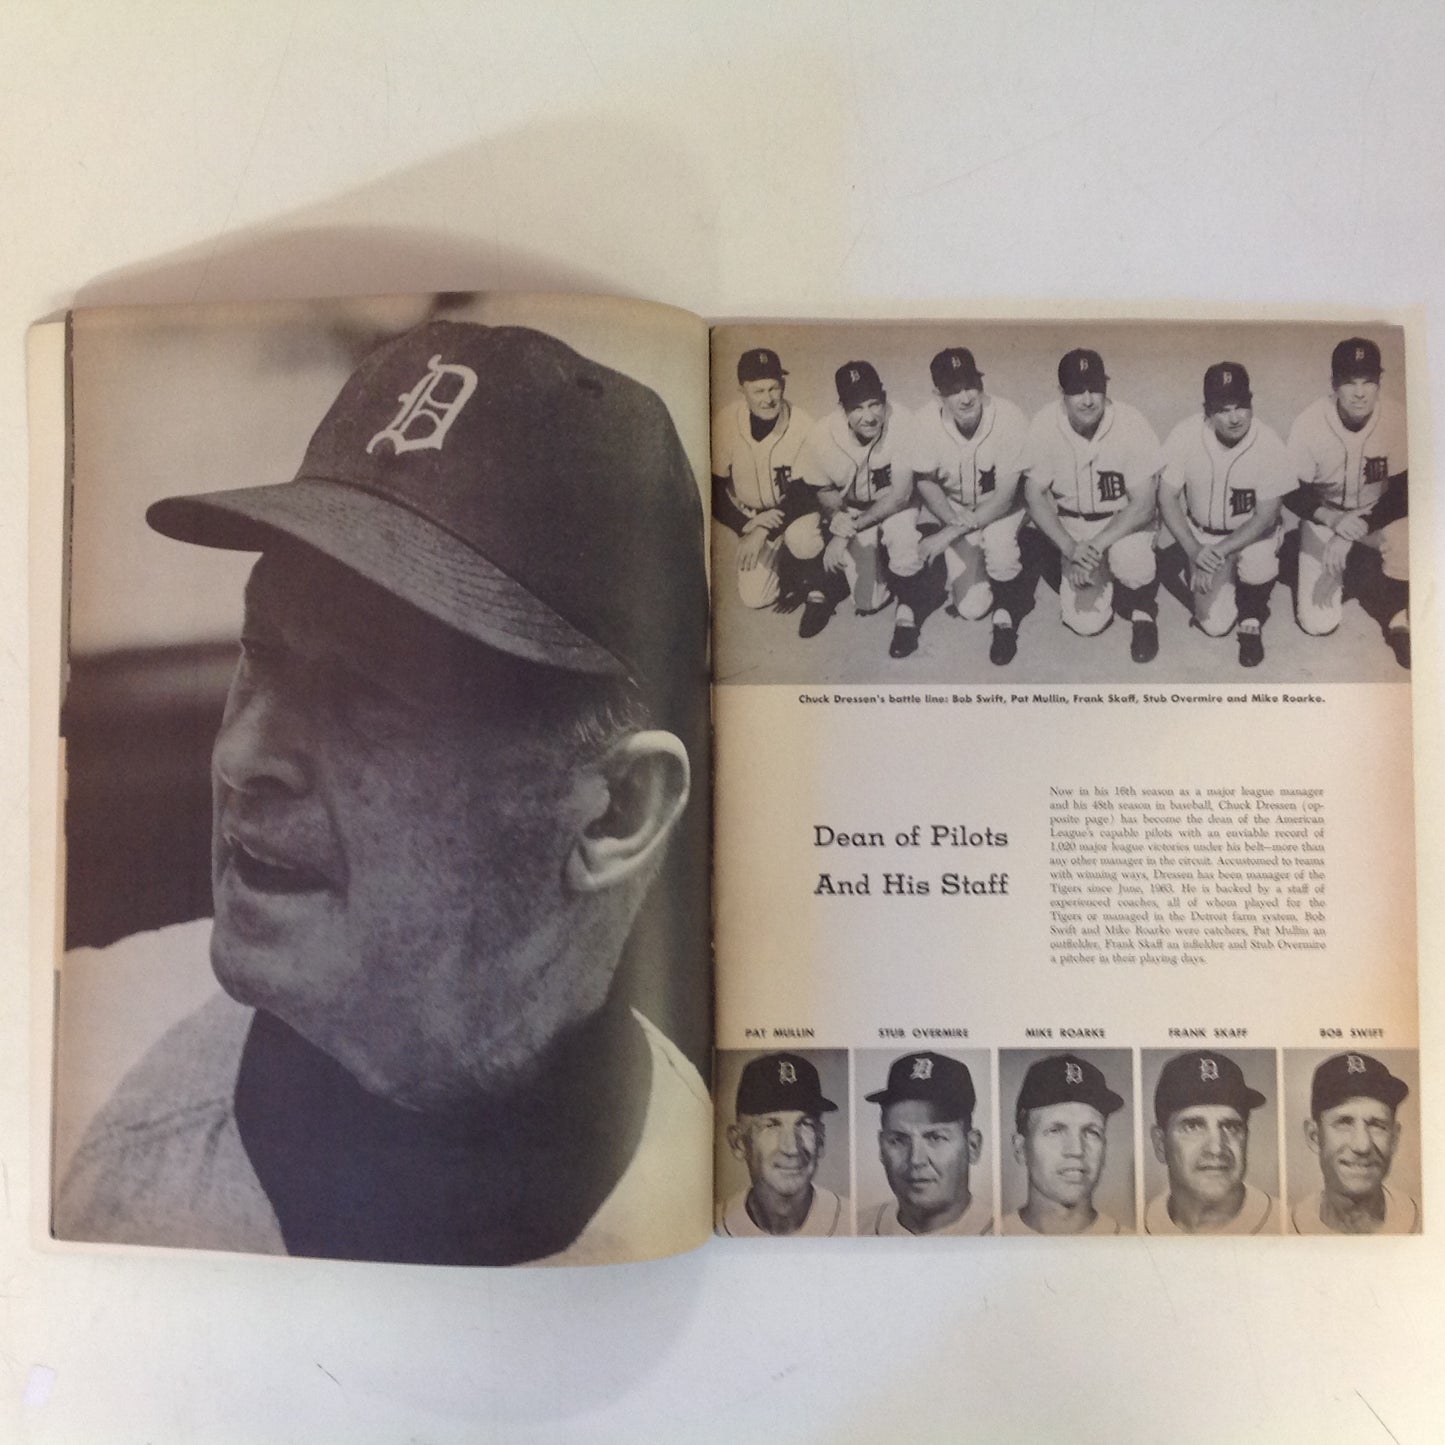 Chuck Dressen's battle line: Bob Swift, Pat Mullin, Frank Skaff, Stub Overmire and Mike Roarke.
Dean of Pilots
And His Staff
Now in his 16th season as a major league manager
and his 48th season in baseball, Chuck Dressen (op-
posite page) has become the dean of the American
League's capable pilots with an enviable record of
1,020 major league victories under his belt—more than
any other manager in the circuit. Accustomed to teams
with winning ways, Dressen has been manager of the
Tigers since June, 1963. He is backed by a staff of
experienced coaches, all of whom played for the
Tigers or managed in the Detroit farm system. Bob
Swift and Mike Roarke were catchers, Pat Mullin an
outfielder, Frank Skaff an infielder and Stub Overmire
a pitcher in their playing days.
PAT MULLIN
STUB OVERMIRE
MIKE ROARKE
FRANK SKAFF
BOB SWIFT